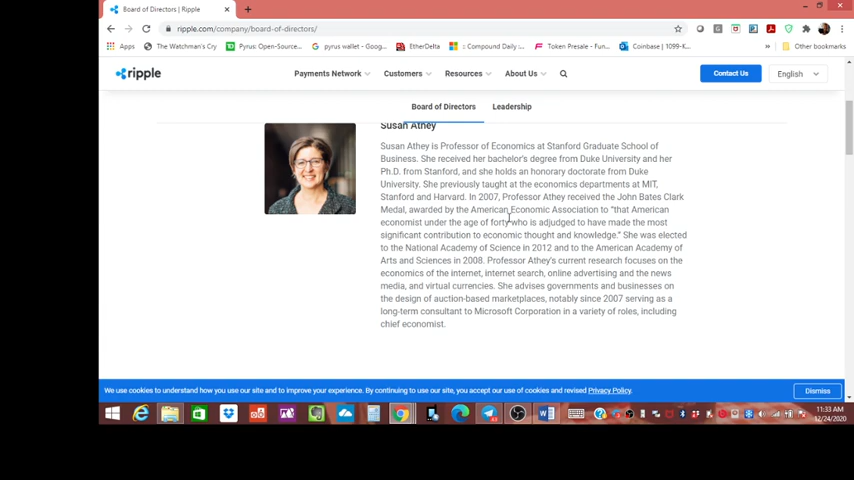 Board of Directors | Ripple
ripple.com/company/board-of-directors/
Apps
The Watchman's Cry
Pyrus: Open-Source...
pyrus wallet - Goog...
EtherDelta
:: Compound Daily :...
Token Presale - Fun...
Coinbase | 1099-K...
Other bookmarks
ripple
Payments Network
Customers
Resources
About Us
Contact Us
English
Board of Directors
Leadership
Susan Athey
Susan Athey is Professor of Economics at Stanford Graduate School of
Business. She received her bachelor's degree from Duke University and her
Ph.D. from Stanford, and she holds an honorary doctorate from Duke
University. She previously taught at the economics departments at MIT,
Stanford and Harvard. In 2007, Professor Athey received the John Bates Clark
Medal, awarded by the American Economic Association to "that American
economist under the age of forty who is adjudged to have made the most
significant contribution to economic thought and knowledge." She was elected
to the National Academy of Science in 2012 and to the American Academy of
Arts and Sciences in 2008. Professor Athey's current research focuses on the
economics of the internet, internet search, online advertising and the news
media, and virtual currencies. She advises governments and businesses on
the design of auction-based marketplaces, notably since 2007 serving as a
long-term consultant to Microsoft Corporation in a variety of roles, including
chief economist.
We use cookies to understand how you use our site and to improve your experience. By continuing to use our site, you accept our use of cookies and revised Privacy Policy.
Dismiss
11:33 AM
12/24/2020